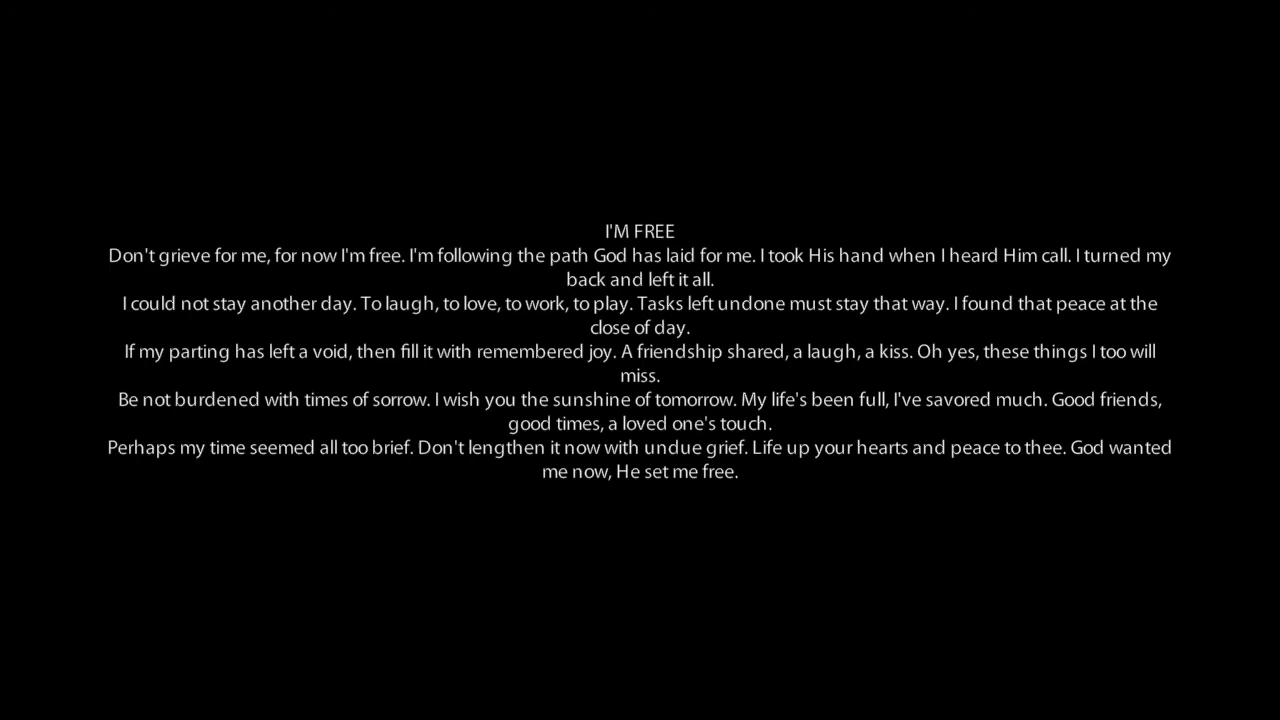 I'M FREE
Don't grieve for me, for now I'm free. I'm following the path God has laid for me. I took His hand when I heard Him call. I turned my
back and left it all.
I could not stay another day. To laugh, to love, to work, to play. Tasks left undone must stay that way. I found that peace at the
close of day.
If my parting has left a void, then fill it with remembered joy. A friendship shared, a laugh, a kiss. Oh yes, these things I too will
miss.
Be not burdened with times of sorrow. I wish you the sunshine of tomorrow. My life's been full, I've savored much. Good friends,
good times, a loved one's touch.
Perhaps my time seemed all too brief. Don't lengthen it now with undue grief. Life up your hearts and peace to thee. God wanted
me now, He set me free.